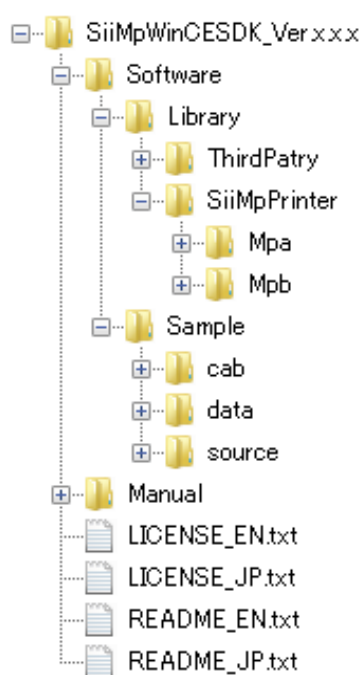 SiiMpWinCESDK_Ver.x.x.x
Software
Library
ThirdPatry
SiiMpPrinter
Mpa
Mpb
Sample
cab
data
source
Manual
LICENSE_EN.txt
LICENSE_JP.txt
README_EN.txt
README_JP.txt